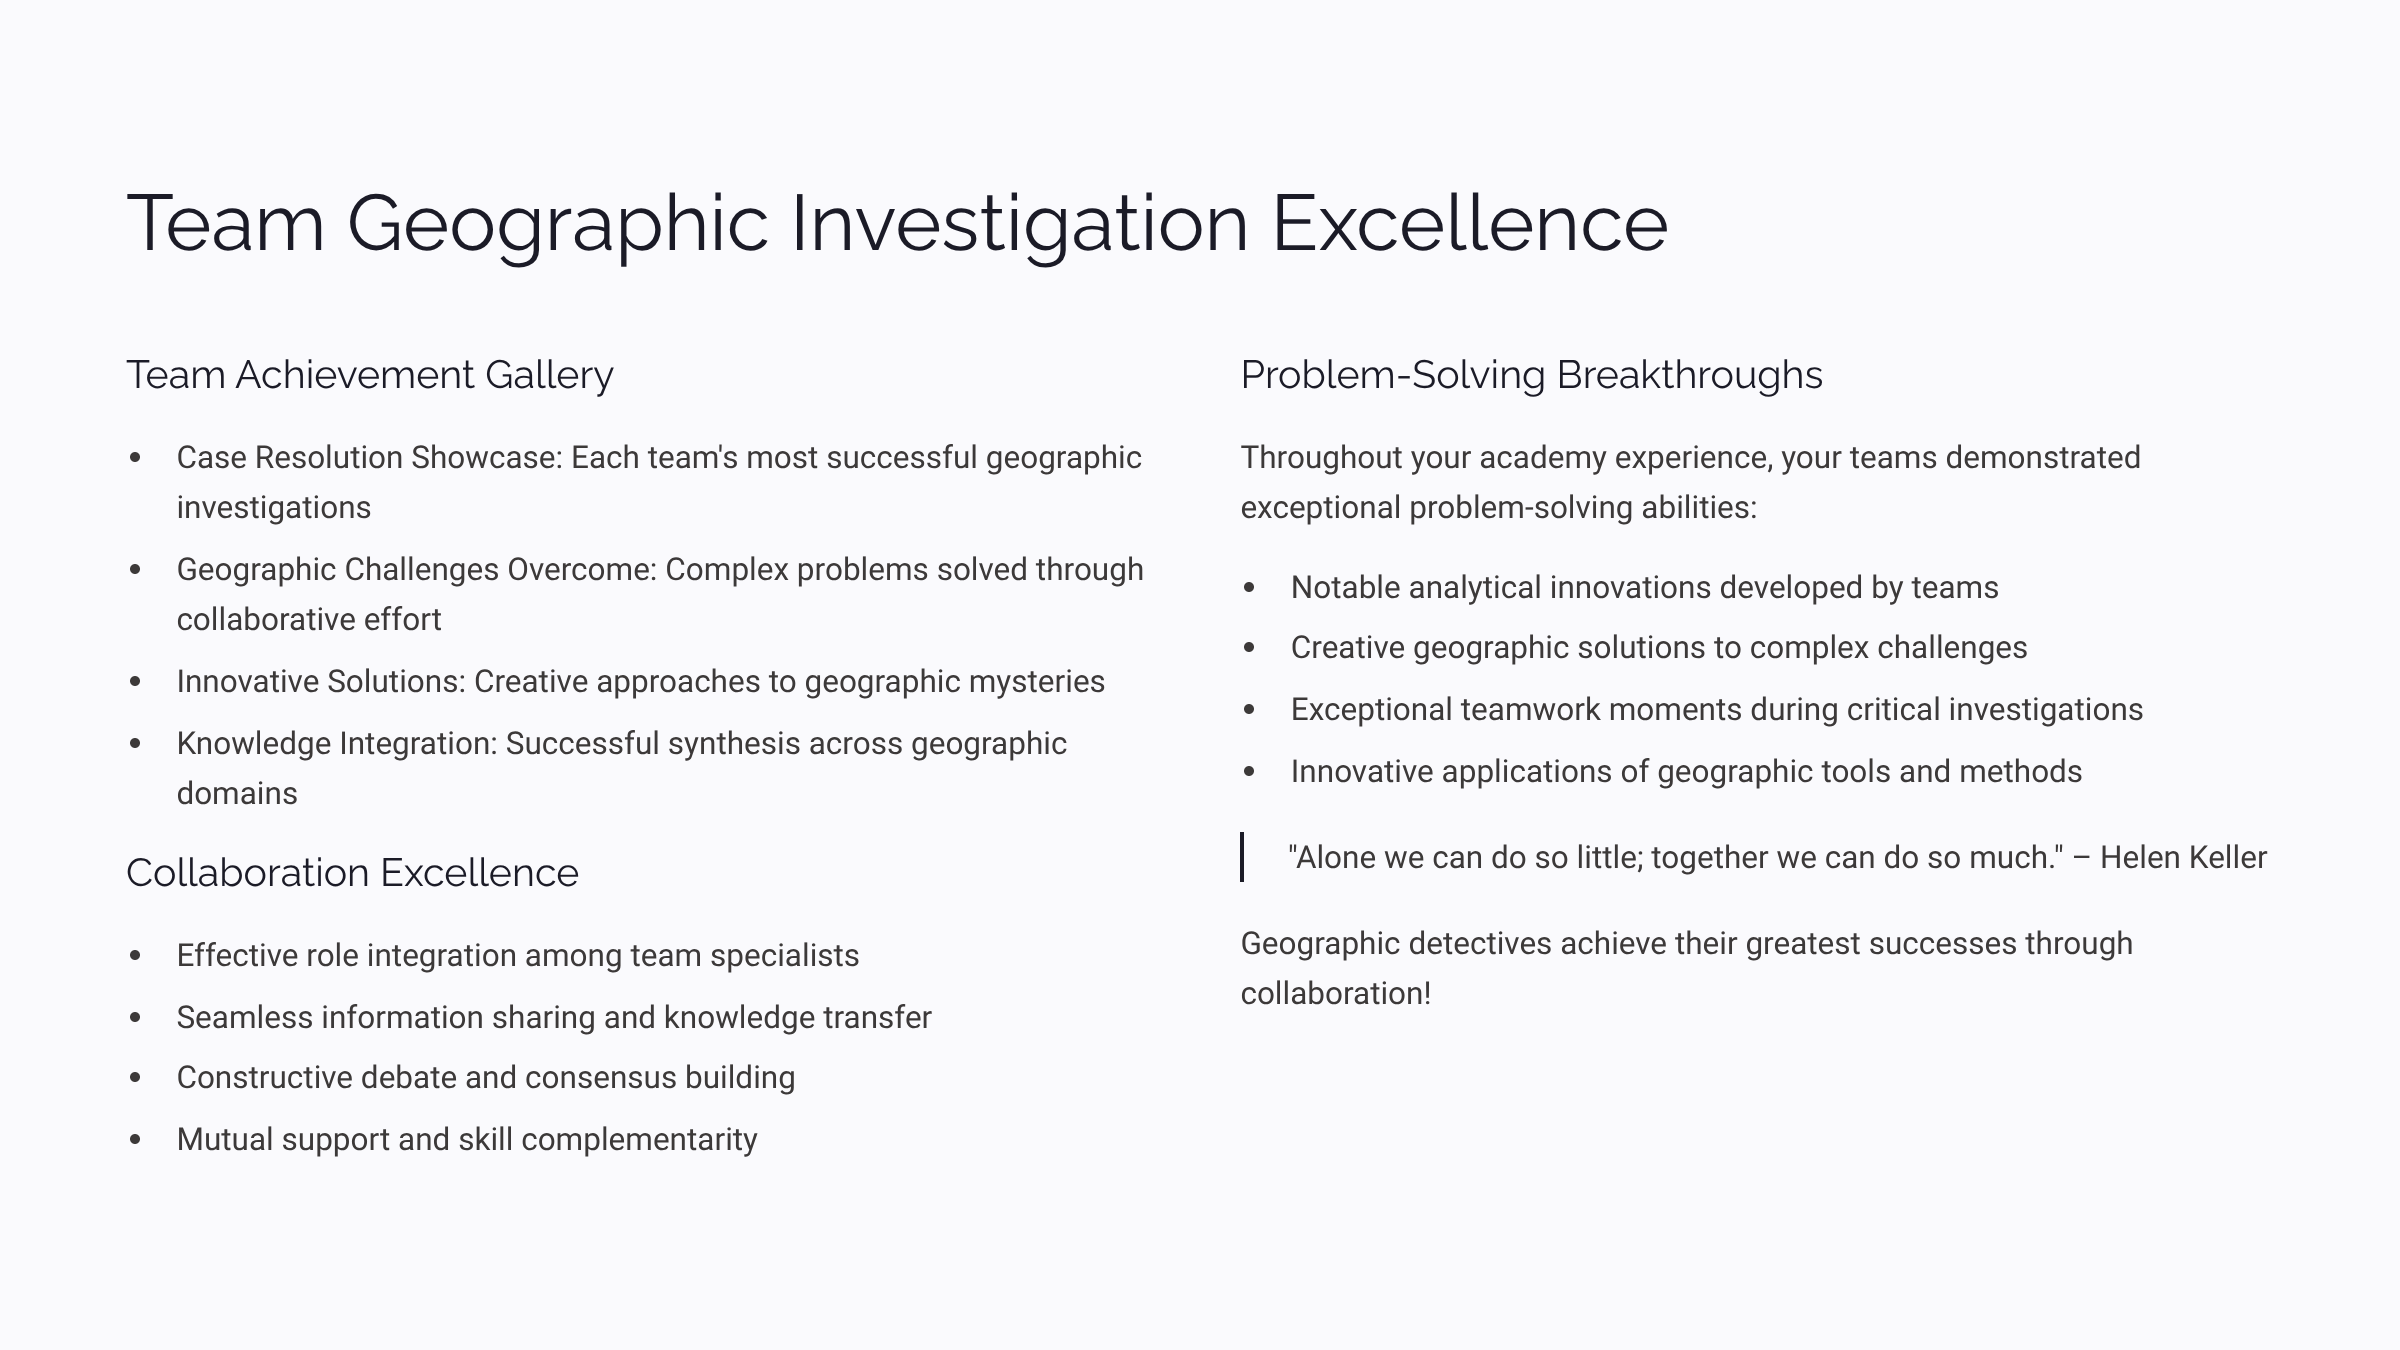 Team Geographic Investigation Excellence
Team Achievement Gallery
• Case Resolution Showcase: Each team's most successful geographic
investigations
• Geographic Challenges Overcome: Complex problems solved through
collaborative effort
• Innovative Solutions: Creative approaches to geographic mysteries
• Knowledge Integration: Successful synthesis across geographic
domains
Collaboration Excellence
• Effective role integration among team specialists
• Seamless information sharing and knowledge transfer
• Constructive debate and consensus building
• Mutual support and skill complementarity
Problem-Solving Breakthroughs
Throughout your academy experience, your teams demonstrated
exceptional problem-solving abilities:
• Notable analytical innovations developed by teams
• Creative geographic solutions to complex challenges
• Exceptional teamwork moments during critical investigations
• Innovative applications of geographic tools and methods
"Alone we can do so little; together we can do so much." – Helen Keller
Geographic detectives achieve their greatest successes through
collaboration!